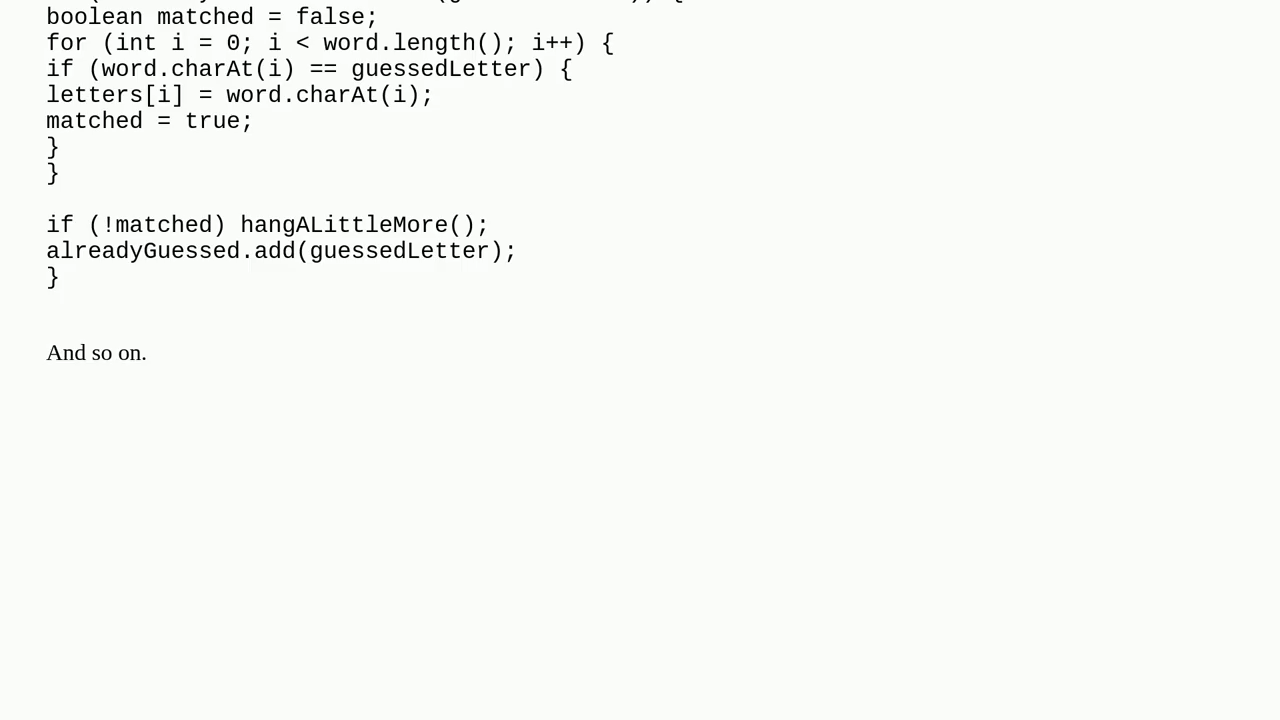 boolean matched = false;
for (int i = 0; i < word.length(); i++) {
if (word.charAt(i) == guessedLetter) {
letters[i] = word.charAt(i);
matched = true;
}
}
if (!matched) hangALittleMore();
alreadyGuessed.add(guessedLetter);
}
And so on.